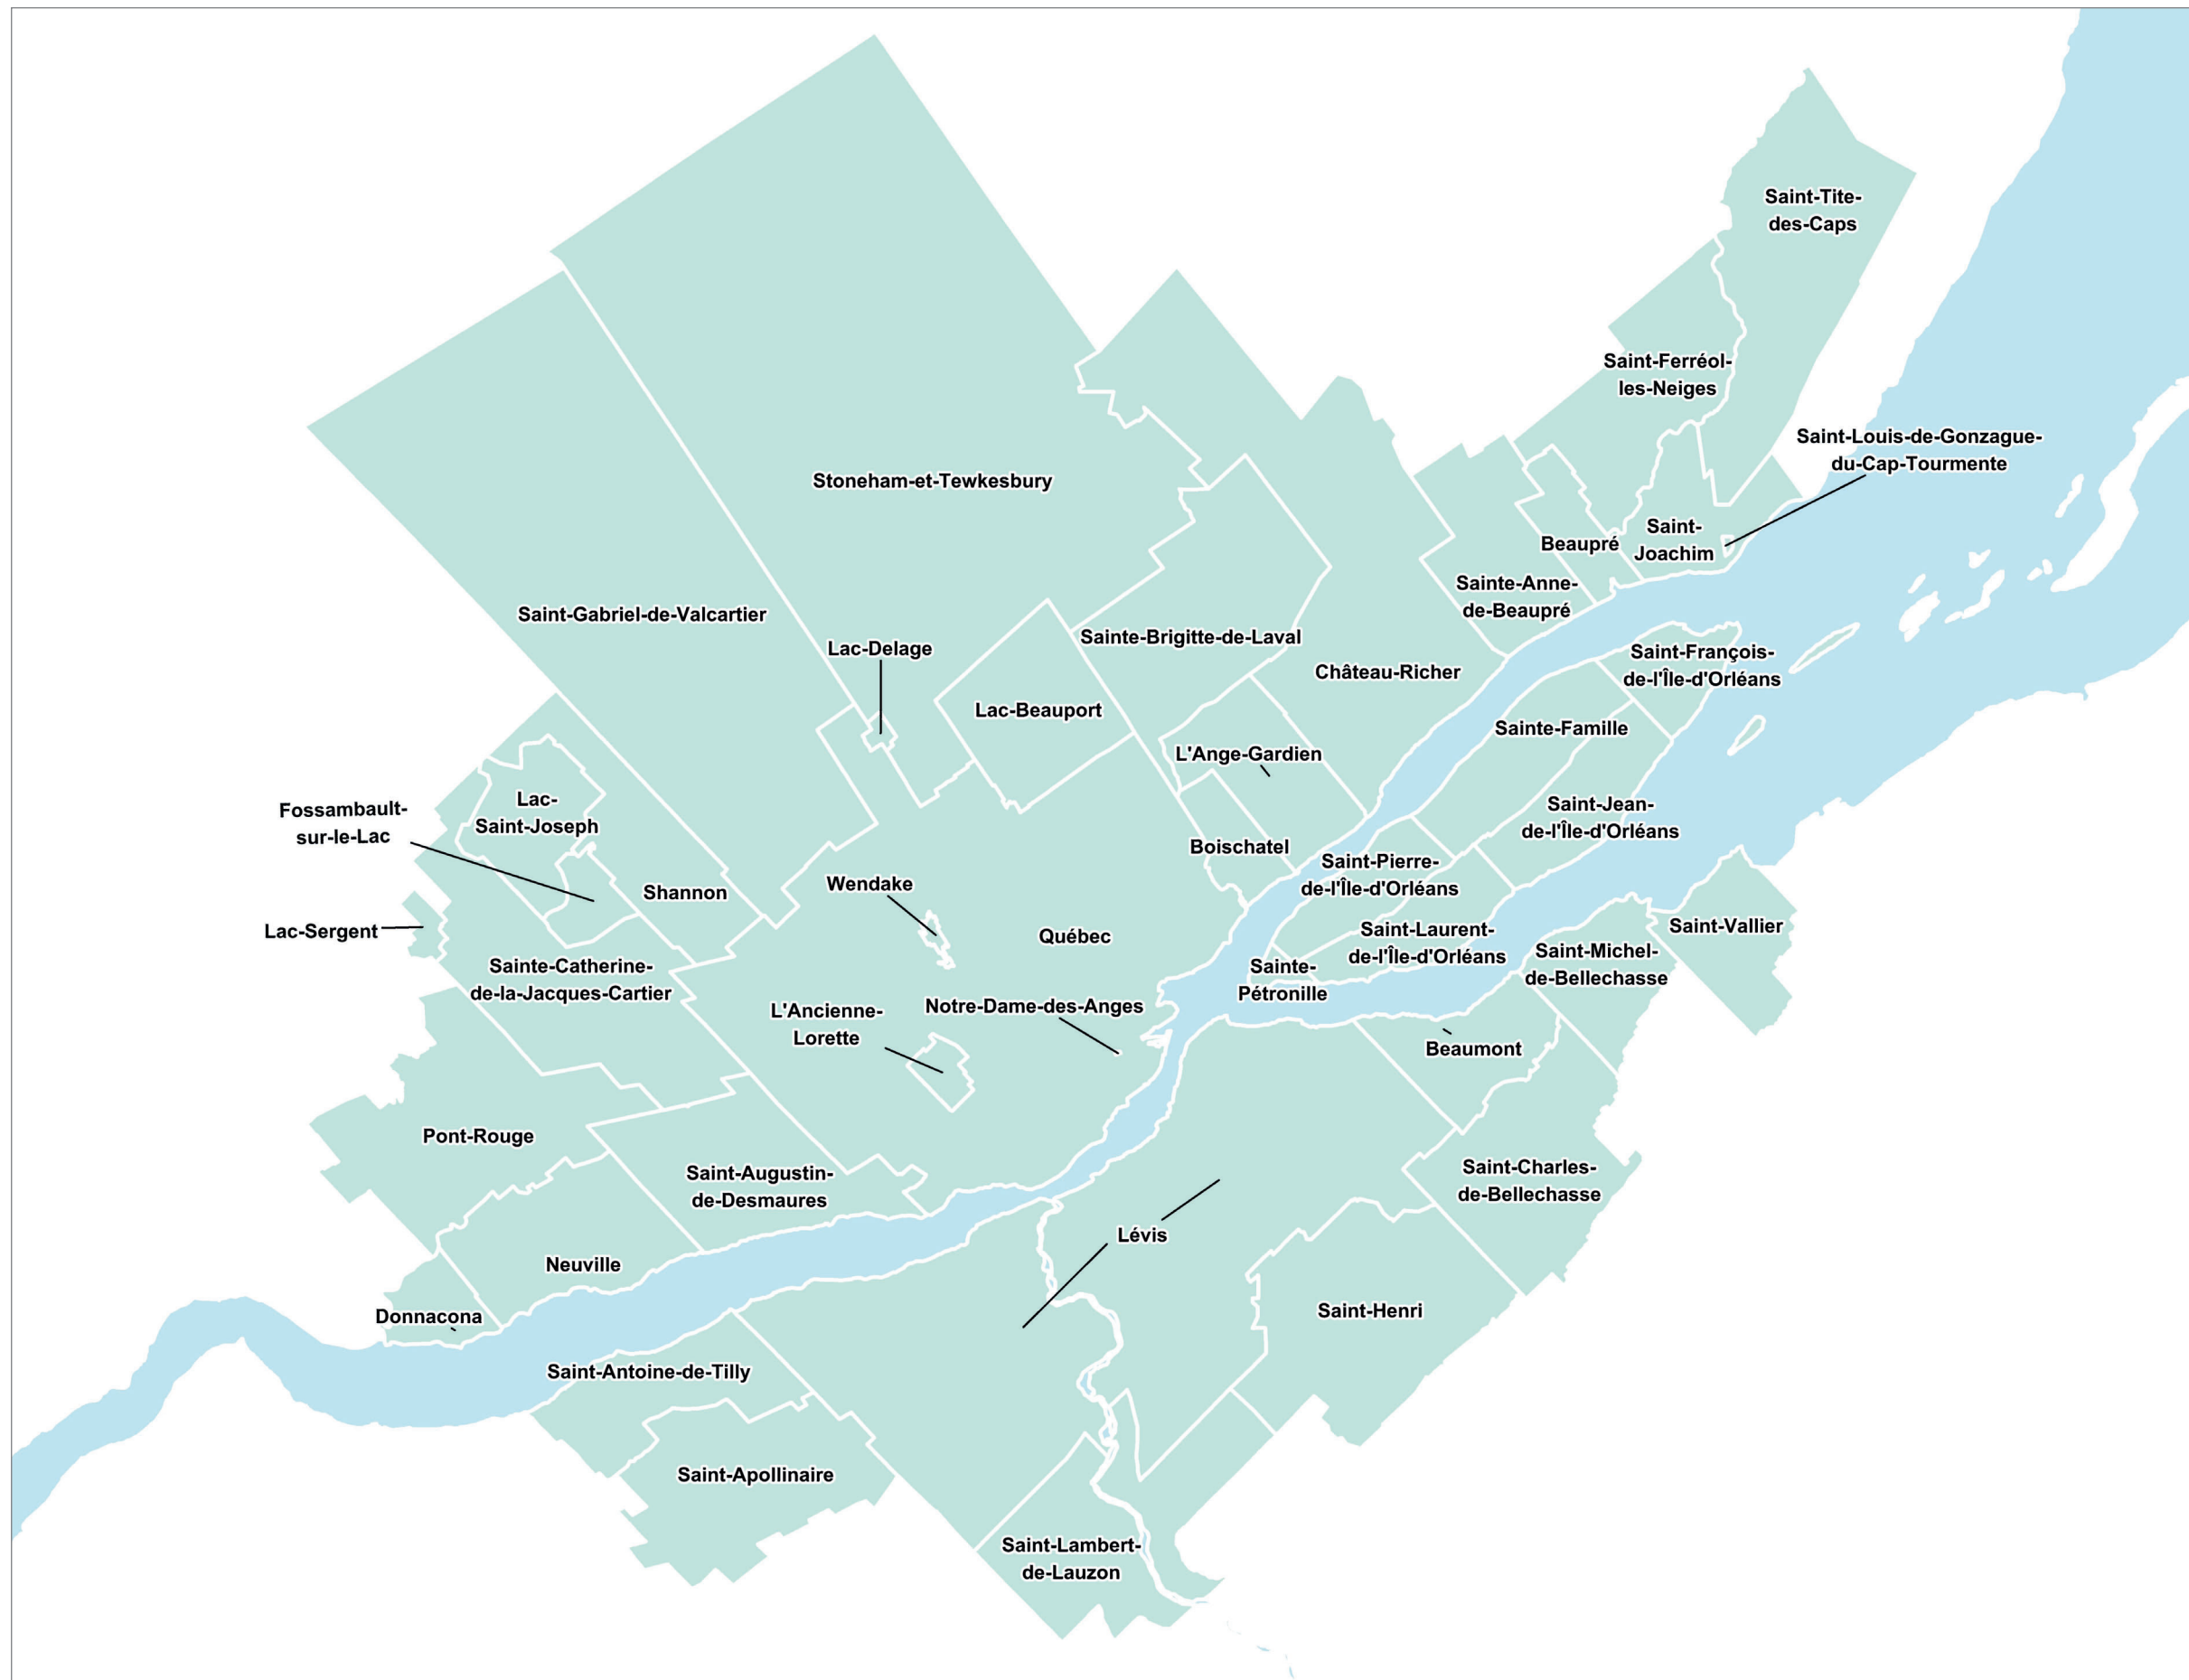 Saint-Tite-
des-Caps
Saint-Ferréol-
les-Neiges
Saint-Louis-de-Gonzague-
du-Cap-Tourmente
Stoneham-et-Tewkesbury
Saint-
Joachim
Beaupré
Sainte-Anne-
de-Beaupré
Saint-Gabriel-de-Valcartier
Sainte-Brigitte-de-Laval
Lac-Delage
Saint-François-
de-l'Île-d'Orléans
Château-Richer
Lac-Beauport
Sainte-Famille
L'Ange-Gardien
Lac-
Saint-Joseph
Fossambault-
sur-le-Lac
Saint-Jean-
de-l'Île-d'Orléans
Boischatel
Saint-Pierre-
de-l'Île-d'Orléans
Wendake
Shannon
Lac-Sergent
Québec
Saint-Laurent-
de-l'Île-d'Orléans
Saint-Vallier
Saint-Michel-
de-Bellechasse
Sainte-Catherine-
de-la-Jacques-Cartier
Sainte-
Pétronille
Notre-Dame-des-Anges
L'Ancienne-
Lorette
Beaumont
Pont-Rouge
Saint-Augustin-
de-Desmaures
Saint-Charles-
de-Bellechasse
Lévis
Neuville
Saint-Henri
Donnacona
Saint-Antoine-de-Tilly
Saint-Apollinaire
Saint-Lambert-
de-Lauzon